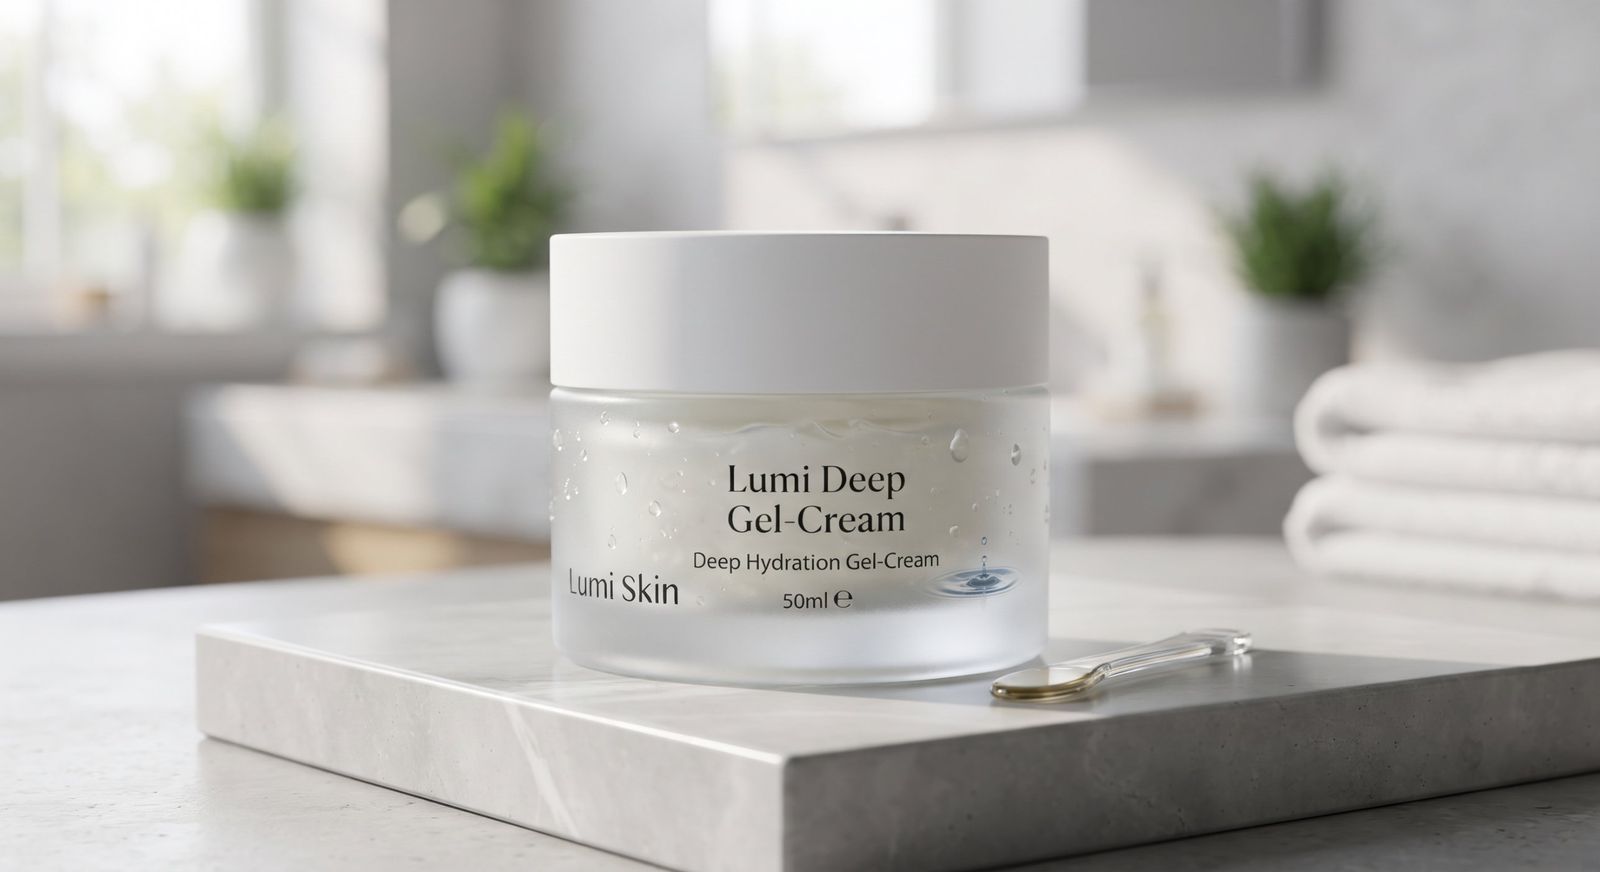 Lumi Deep
Gel-Cream
Deep Hydration Gel-Cream
Lumi Skin
50ml ℮